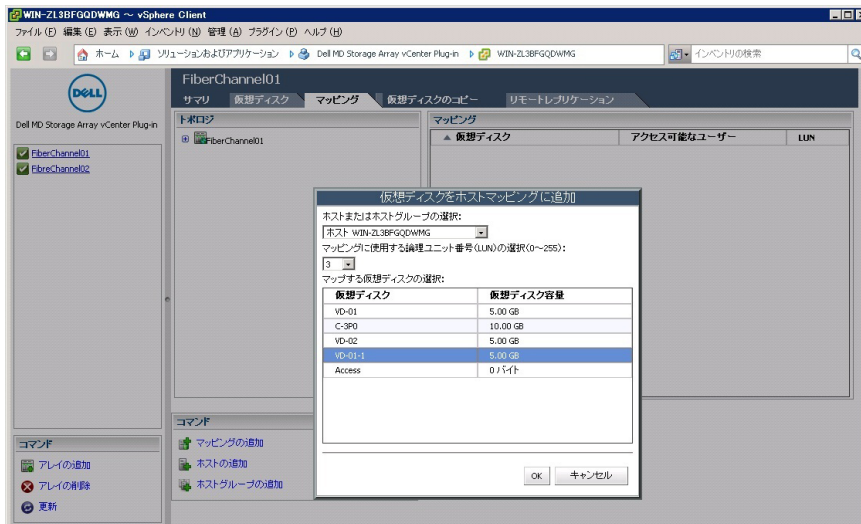 WIN-ZL3BFGQDWMG ～ vSphere Client
ファイル(F) 編集(E) 表示(W) インベントリ(N) 管理(A) プラグイン(P) ヘルプ(H)
ホーム ソリューションおよびアプリケーション Dell MD Storage Array vCenter Plug-in WIN-ZL3BFGQDWMG インベントリの検索
DELL
Dell MD Storage Array vCenter Plug-in
FiberChannel01
FibreChannel02
FiberChannel01
サマリ 仮想ディスク マッピング 仮想ディスクのコピー リモートレプリケーション
トポロジ
FiberChannel01
マッピング
仮想ディスク アクセス可能なユーザー LUN
仮想ディスクをホストマッピングに追加
ホストまたはホストグループの選択:
ホスト WIN-ZL3BFGQDWMG
マッピングに使用する論理ユニット番号(LUN)の選択(0～255):
3
マップする仮想ディスクの選択:
仮想ディスク 仮想ディスク容量
VD-01 5.00 GB
C-3P0 10.00 GB
VD-02 5.00 GB
VD-01-1 5.00 GB
Access 0 バイト
OK キャンセル
コマンド
マッピングの追加
ホストの追加
ホストグループの追加
コマンド
アレイの追加
アレイの削除
更新